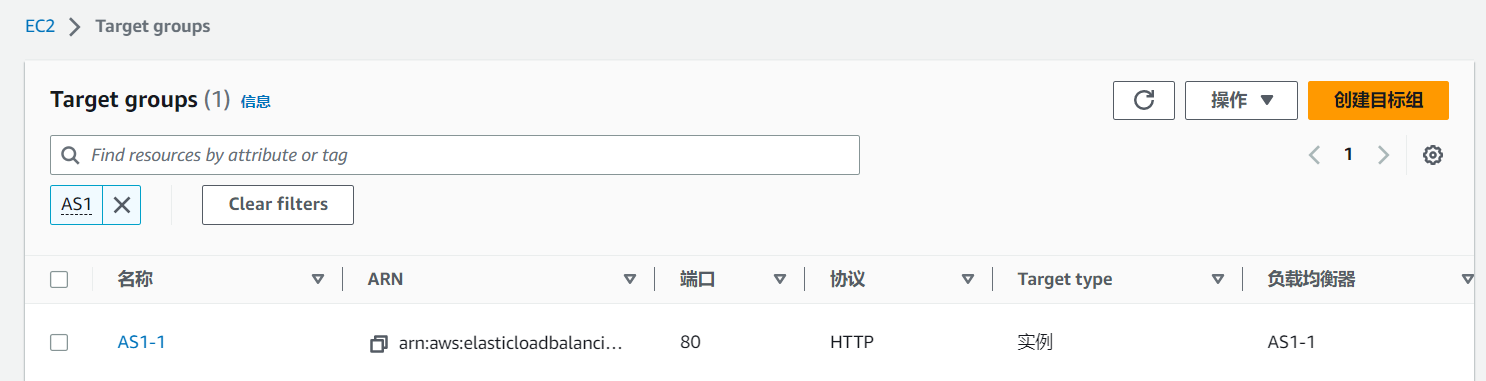 EC2 Target groups
Target groups (1) 信息
操作 创建目标组
Find resources by attribute or tag
1
AS1 Clear filters
名称 ARN 端口 协议 Target type 负载均衡器
AS1-1 arn:aws:elasticloadbalanci... 80 HTTP 实例 AS1-1